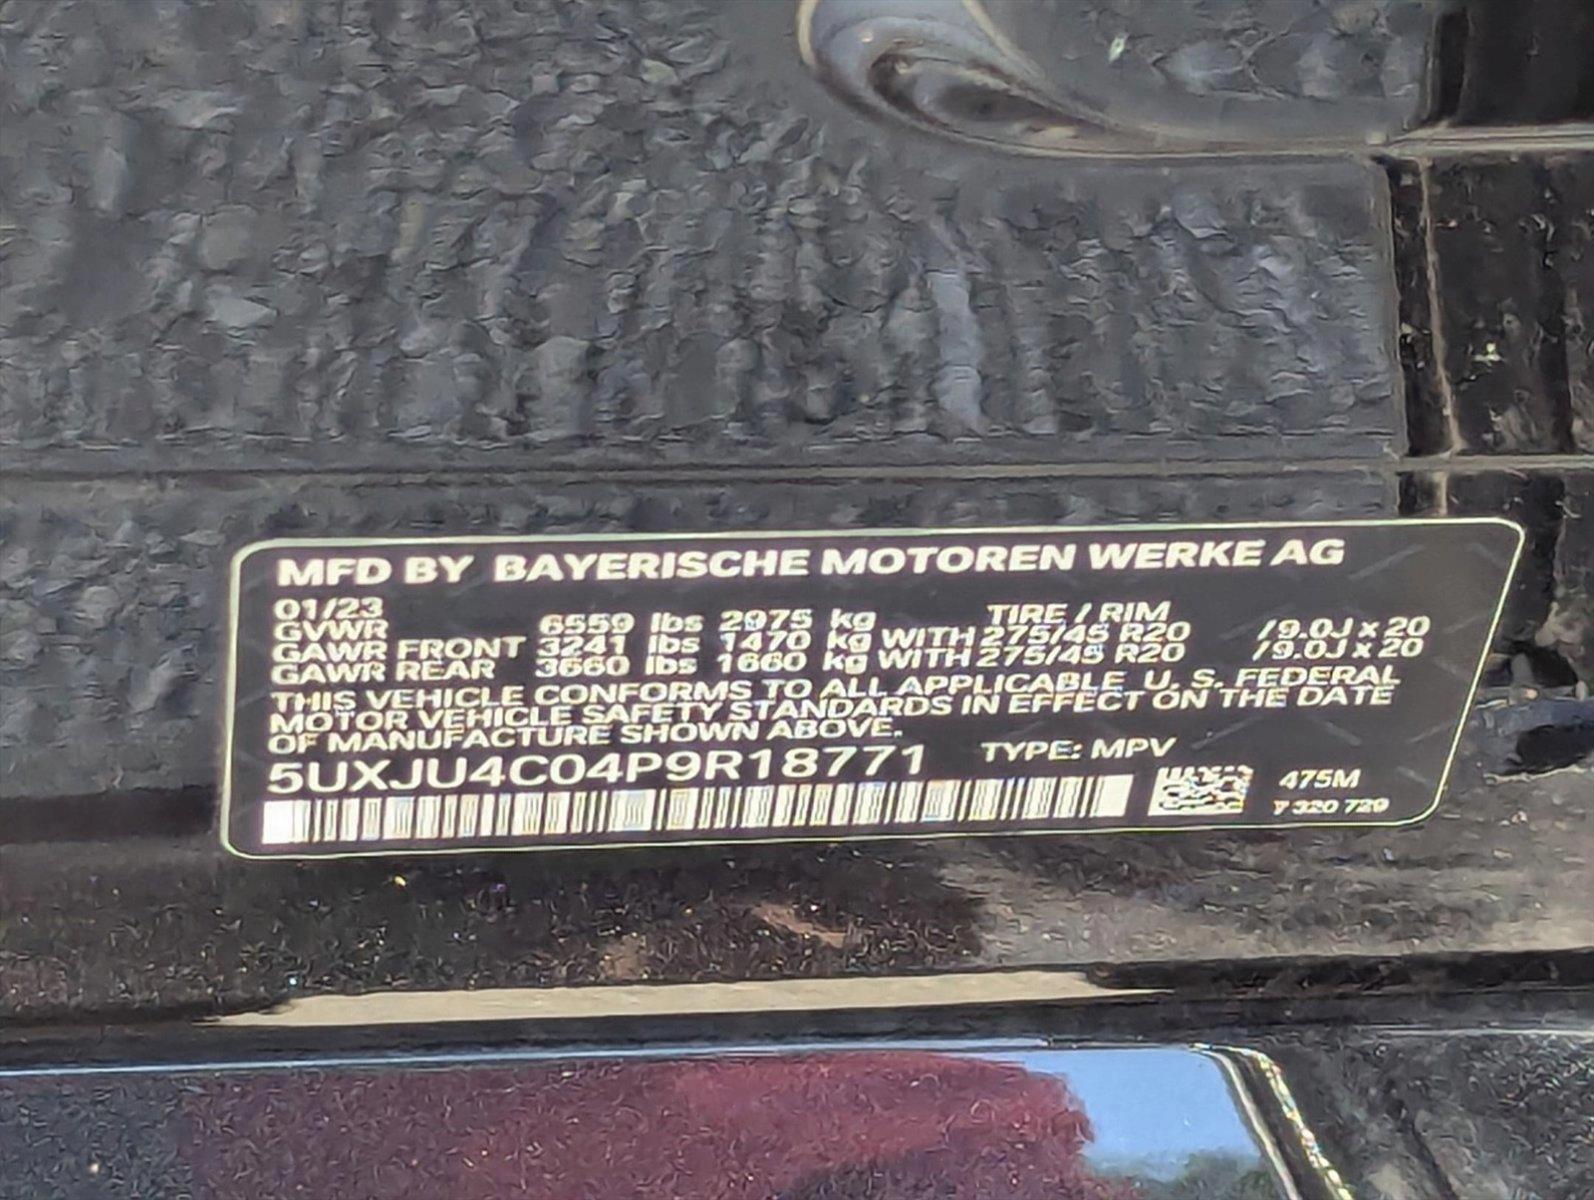 MFD BY BAYERISCHE MOTOREN WERKE AG
01/23 TIRE / RIM
GVWR 6559 lbs 2975 kg
GAWR FRONT 3241 lbs 1470 kg WITH 275/45 R20 /9.0J x 20
GAWR REAR 3660 lbs 1660 kg WITH 275/45 R20 /9.0J x 20
THIS VEHICLE CONFORMS TO ALL APPLICABLE U. S. FEDERAL
MOTOR VEHICLE SAFETY STANDARDS IN EFFECT ON THE DATE
OF MANUFACTURE SHOWN ABOVE.
5UXJU4C04P9R18771 TYPE: MPV
475M
7 320 729